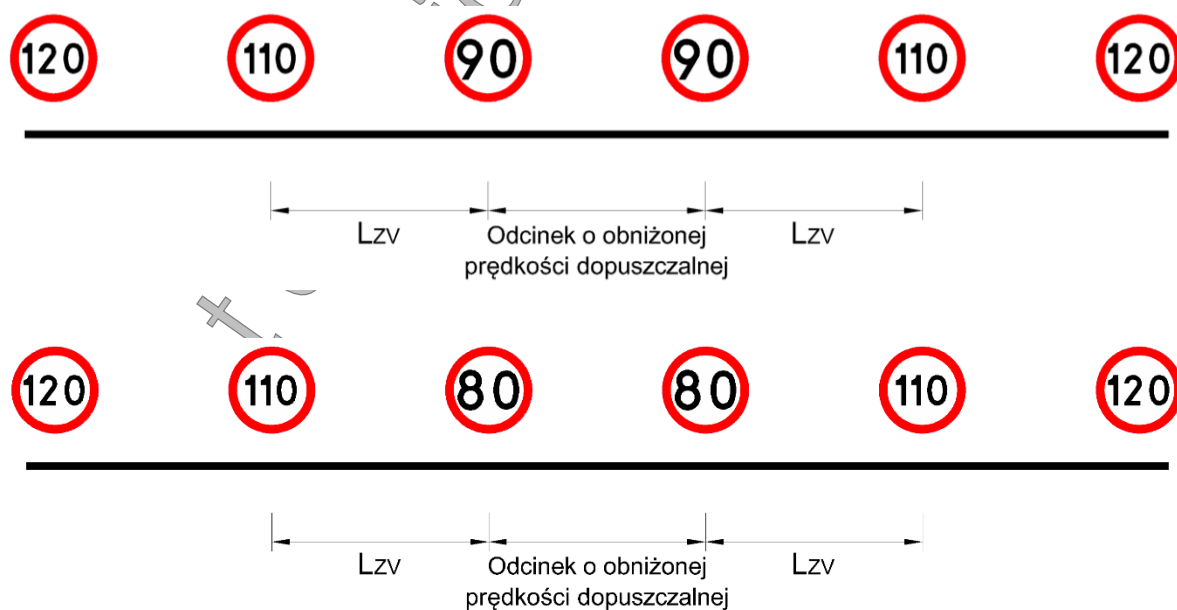 120 110 90 90 110 120
Lzv Odcinek o obniżonej Lzv
prędkości dopuszczalnej
120 110 80 80 110 120
Lzv Odcinek o obniżonej Lzv
prędkości dopuszczalnej